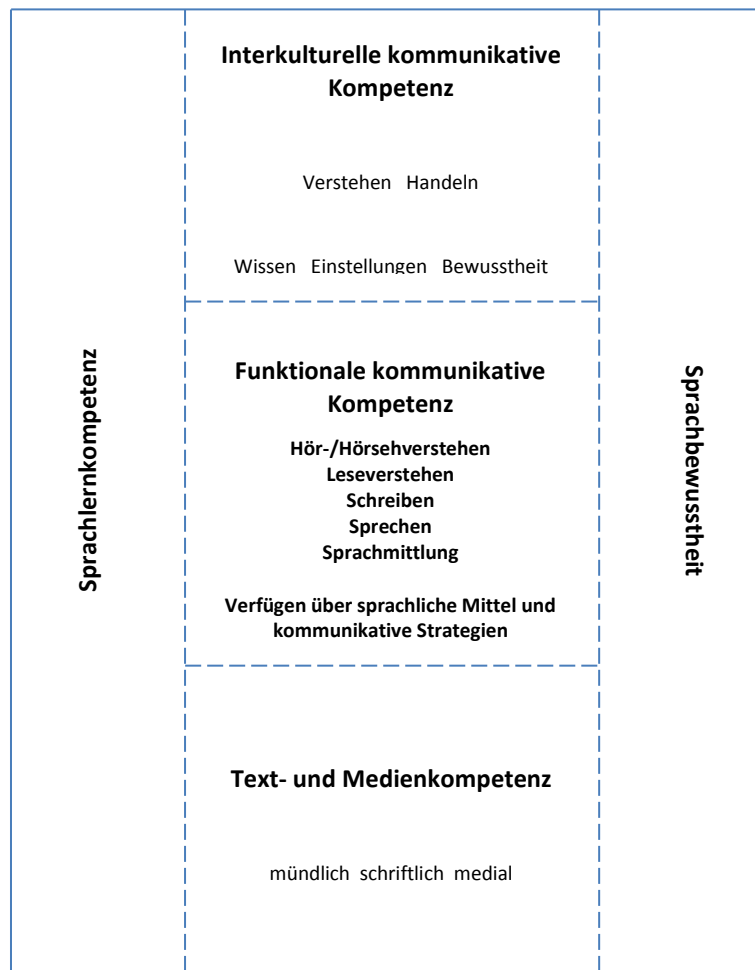 Interkulturelle kommunikative
Kompetenz
Verstehen Handeln
Wissen Einstellungen Bewusstheit
Sprachlernkompetenz
Funktionale kommunikative
Kompetenz
Hör-/Hörsehverstehen
Leseverstehen
Schreiben
Sprechen
Sprachmittlung
Verfügen über sprachliche Mittel und
kommunikative Strategien
Sprachbewusstheit
Text- und Medienkompetenz
mündlich schriftlich medial